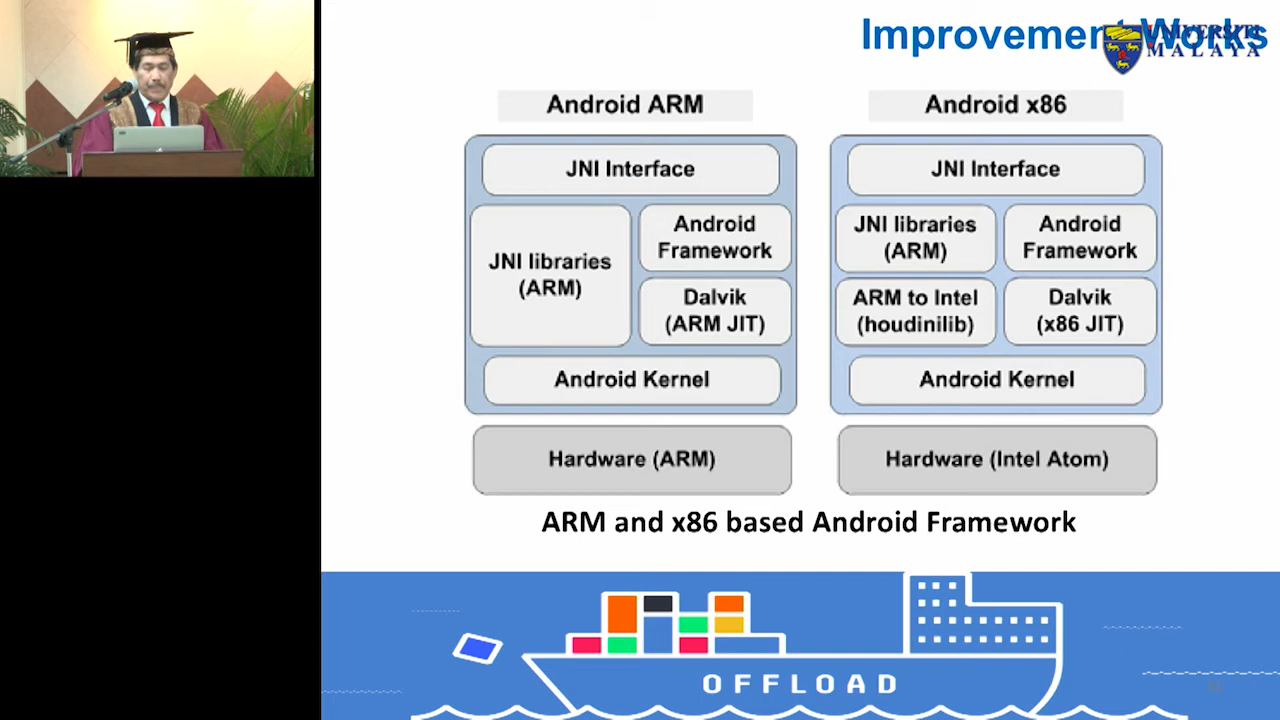 Improvement Works
UNIVERSITI
MALAYA
Android ARM
JNI Interface
JNI libraries
(ARM)
Android
Framework
Dalvik
(ARM JIT)
Android Kernel
Hardware (ARM)
Android x86
JNI Interface
JNI libraries
(ARM)
Android
Framework
ARM to Intel
(houdinilib)
Dalvik
(x86 JIT)
Android Kernel
Hardware (Intel Atom)
ARM and x86 based Android Framework
OFFLOAD